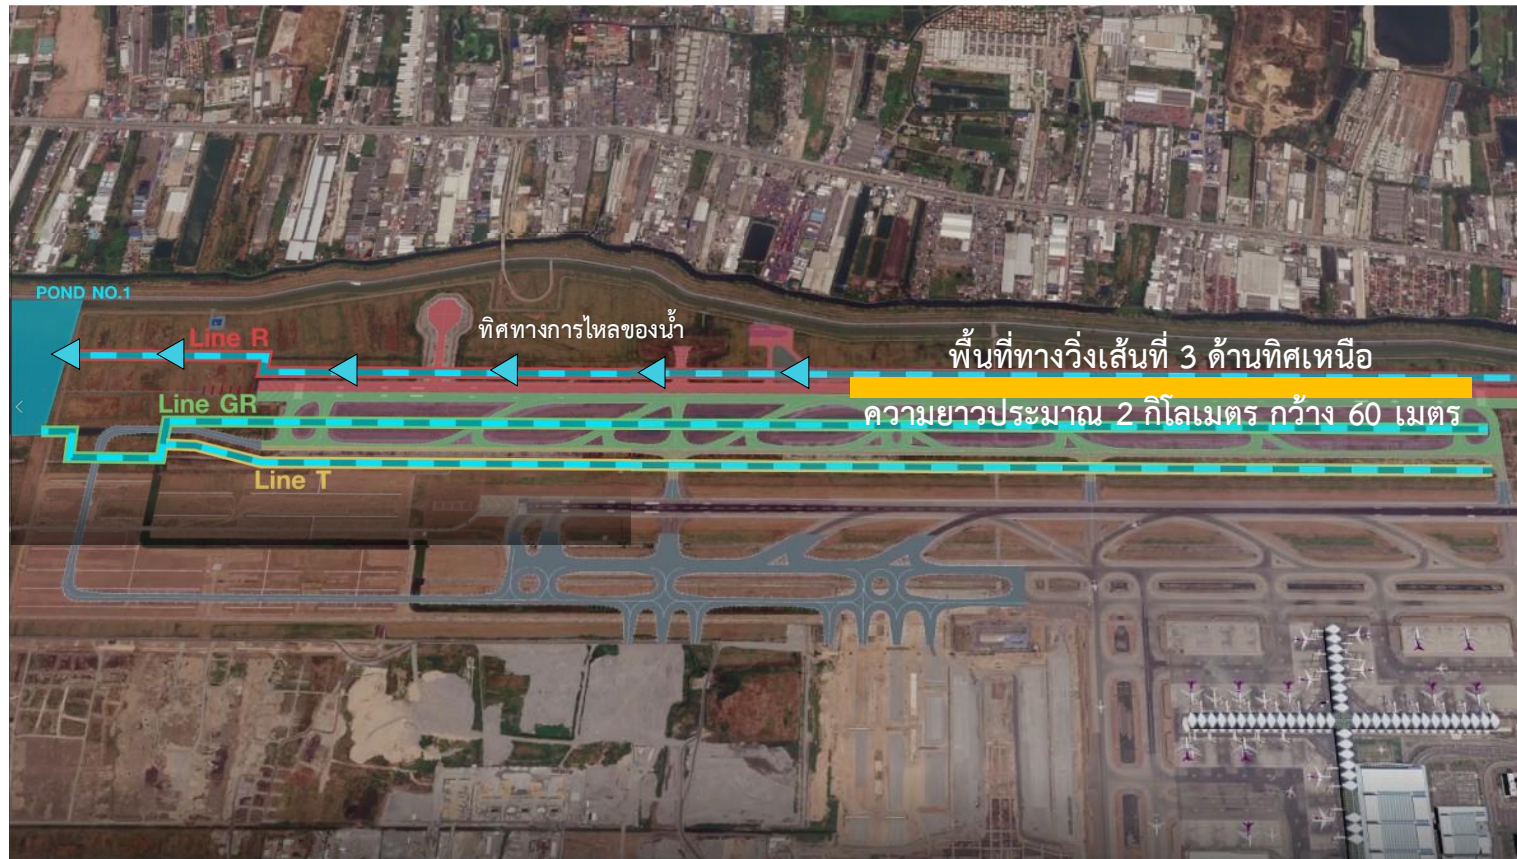 POND NO.1
Line R
ทิศทางการไหลของน้ำ
พื้นที่ทางวิ่งเส้นที่ 3 ด้านทิศเหนือ
Line GR
ความยาวประมาณ 2 กิโลเมตร กว้าง 60 เมตร
Line T